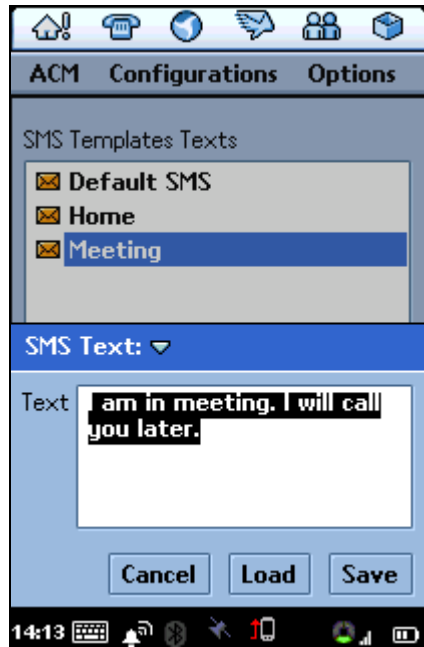 ACM Configurations Options
SMS Templates Texts
Default SMS
Home
Meeting
SMS Text:
Text I am in meeting. I will call
you later.
Cancel Load Save
14:13